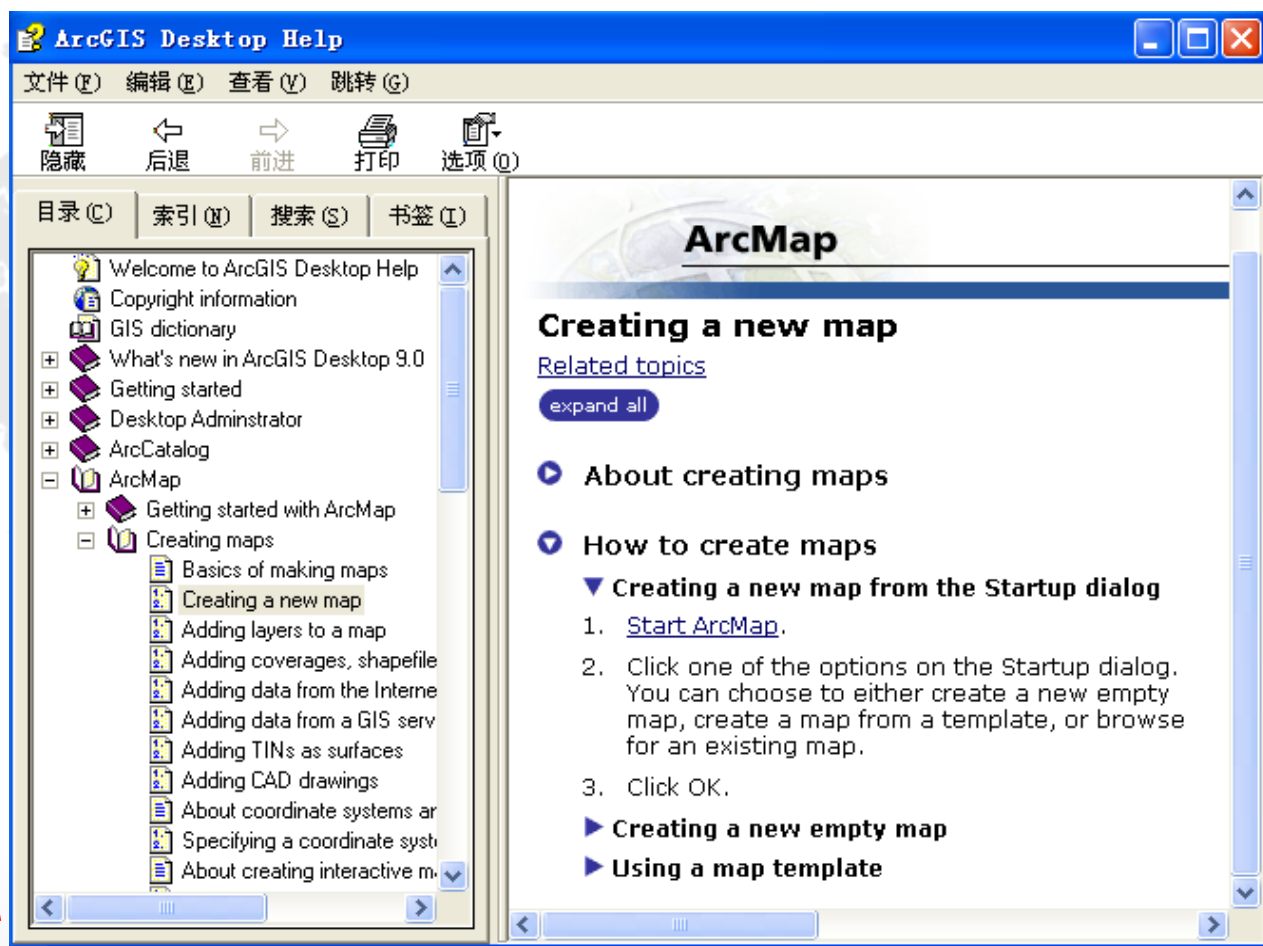 ArcGIS Desktop Help
文件(F) 编辑(E) 查看(V) 跳转(G)
隐藏 后退 前进 打印 选项(O)
目录(C) 索引(N) 搜索(S) 书签(I)
Welcome to ArcGIS Desktop Help
Copyright information
GIS dictionary
What's new in ArcGIS Desktop 9.0
Getting started
Desktop Adminstrator
ArcCatalog
ArcMap
Getting started with ArcMap
Creating maps
Basics of making maps
Creating a new map
Adding layers to a map
Adding coverages, shapefile
Adding data from the Interne
Adding data from a GIS serv
Adding TINs as surfaces
Adding CAD drawings
About coordinate systems ar
Specifying a coordinate syst
About creating interactive m
ArcMap
Creating a new map
Related topics
expand all
About creating maps
How to create maps
Creating a new map from the Startup dialog
1. Start ArcMap.
2. Click one of the options on the Startup dialog.
You can choose to either create a new empty
map, create a map from a template, or browse
for an existing map.
3. Click OK.
Creating a new empty map
Using a map template